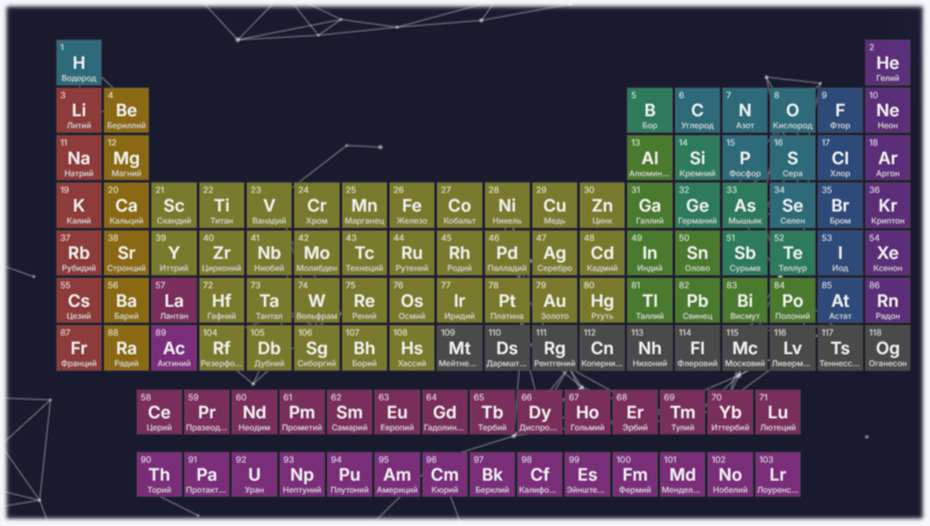 1 2
H He
Водород Гелий
3 4 5 6 7 8 9 10
Li Be B C N O F Ne
Литий Бериллий Бор Углерод Азот Кислород Фтор Неон
11 12 13 14 15 16 17 18
Na Mg Al Si P S Cl Ar
Натрий Магний Алюмин... Кремний Фосфор Сера Хлор Аргон
19 20 21 22 23 24 25 26 27 28 29 30 31 32 33 34 35 36
K Ca Sc Ti V Cr Mn Fe Co Ni Cu Zn Ga Ge As Se Br Kr
Калий Кальций Скандий Титан Ванадий Хром Марганец Железо Кобальт Никель Медь Цинк Галлий Германий Мышьяк Селен Бром Криптон
37 38 39 40 41 42 43 44 45 46 47 48 49 50 51 52 53 54
Rb Sr Y Zr Nb Mo Tc Ru Rh Pd Ag Cd In Sn Sb Te I Xe
Рубидий Стронций Иттрий Цирконий Ниобий Молибден Технеций Рутений Родий Палладий Серебро Кадмий Индий Олово Сурьма Теллур Иод Ксенон
55 56 57 72 73 74 75 76 77 78 79 80 81 82 83 84 85 86
Cs Ba La Hf Ta W Re Os Ir Pt Au Hg Tl Pb Bi Po At Rn
Цезий Барий Лантан Гафний Тантал Вольфрам Рений Осмий Иридий Платина Золото Ртуть Таллий Свинец Висмут Полоний Астат Радон
87 88 89 104 105 106 107 108 109 110 111 112 113 114 115 116 117 118
Fr Ra Ac Rf Db Sg Bh Hs Mt Ds Rg Cn Nh Fl Mc Lv Ts Og
Франций Радий Актиний Резерфо... Дубний Сиборгий Борий Хассий Мейтне... Дармшт... Рентгений Коперни... Нихоний Флеровий Московий Ливерм... Теннесс... Оганесон
58 59 60 61 62 63 64 65 66 67 68 69 70 71
Ce Pr Nd Pm Sm Eu Gd Tb Dy Ho Er Tm Yb Lu
Церий Празеод... Неодим Прометий Самарий Европий Гадолин... Тербий Диспро... Гольмий Эрбий Тулий Иттербий Лютеций
90 91 92 93 94 95 96 97 98 99 100 101 102 103
Th Pa U Np Pu Am Cm Bk Cf Es Fm Md No Lr
Торий Протакт... Уран Нептуний Плутоний Америций Кюрий Берклий Калифо... Эйнште... Фермий Мендел... Нобелий Лоуренс...